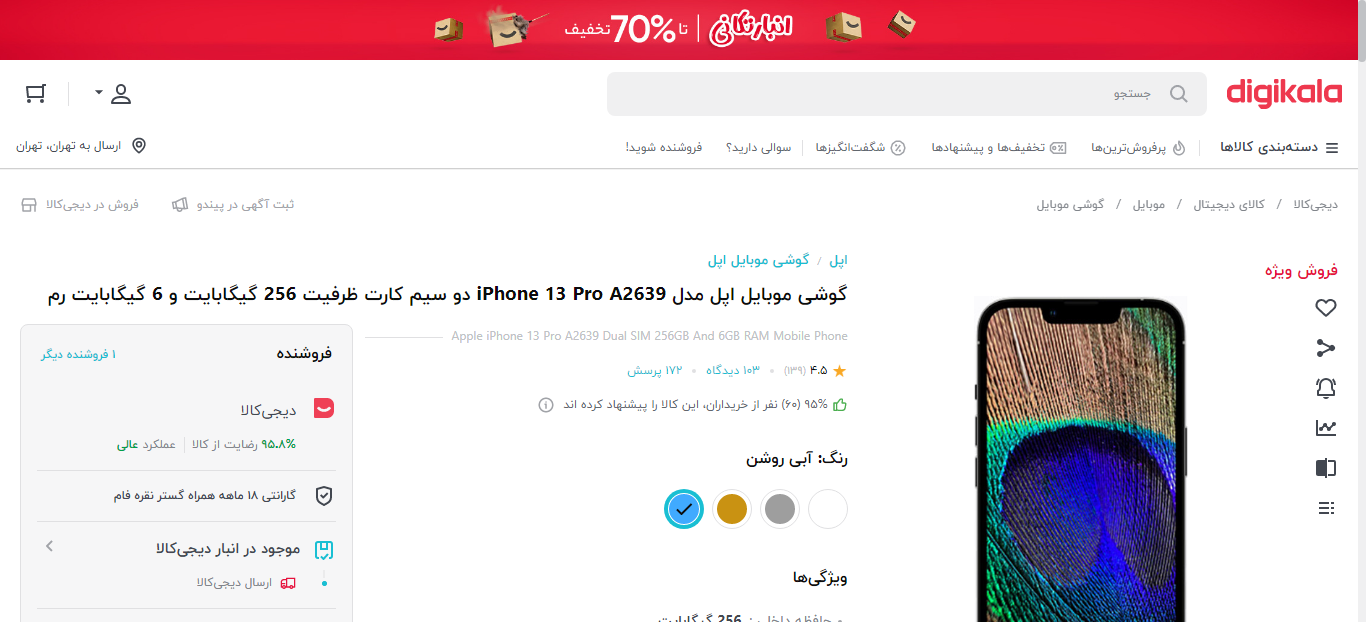 انبارتکانی | تا 70% تخفیف
digikala
جستجو
دسته‌بندی کالاها
پرفروش‌ترین‌ها
تخفیف‌ها و پیشنهادها
شگفت‌انگیزها
سوالی دارید؟
فروشنده شوید!
ارسال به تهران، تهران
دیجی‌کالا / کالای دیجیتال / موبایل / گوشی موبایل
ثبت آگهی در پیندو
فروش در دیجی‌کالا
فروش ویژه
اپل / گوشی موبایل اپل
گوشی موبایل اپل مدل iPhone 13 Pro A2639 دو سیم کارت ظرفیت 256 گیگابایت و 6 گیگابایت رم
Apple iPhone 13 Pro A2639 Dual SIM 256GB And 6GB RAM Mobile Phone
۴.۵ (۱۳۹) • ۱۰۳ دیدگاه • ۱۷۲ پرسش
۹۵% (۶۰) نفر از خریداران، این کالا را پیشنهاد کرده اند
رنگ: آبی روشن
ویژگی‌ها
حافظه داخلی: 256 گیگابایت
فروشنده
۱ فروشنده دیگر
دیجی‌کالا
۹۵.۸% رضایت از کالا | عملکرد عالی
گارانتی ۱۸ ماهه همراه گستر نقره فام
موجود در انبار دیجی‌کالا
ارسال دیجی‌کالا